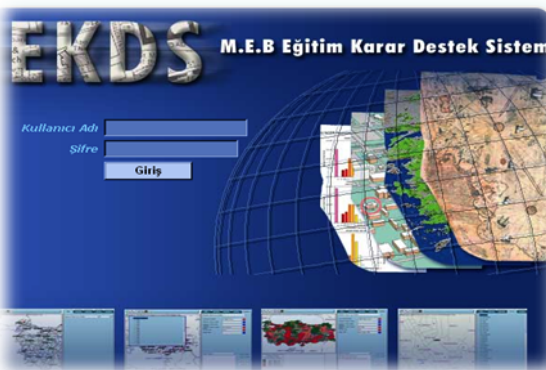 EKDS
M.E.B Eğitim Karar Destek Sistem
Kullanıcı Adı
Şifre
Giriş